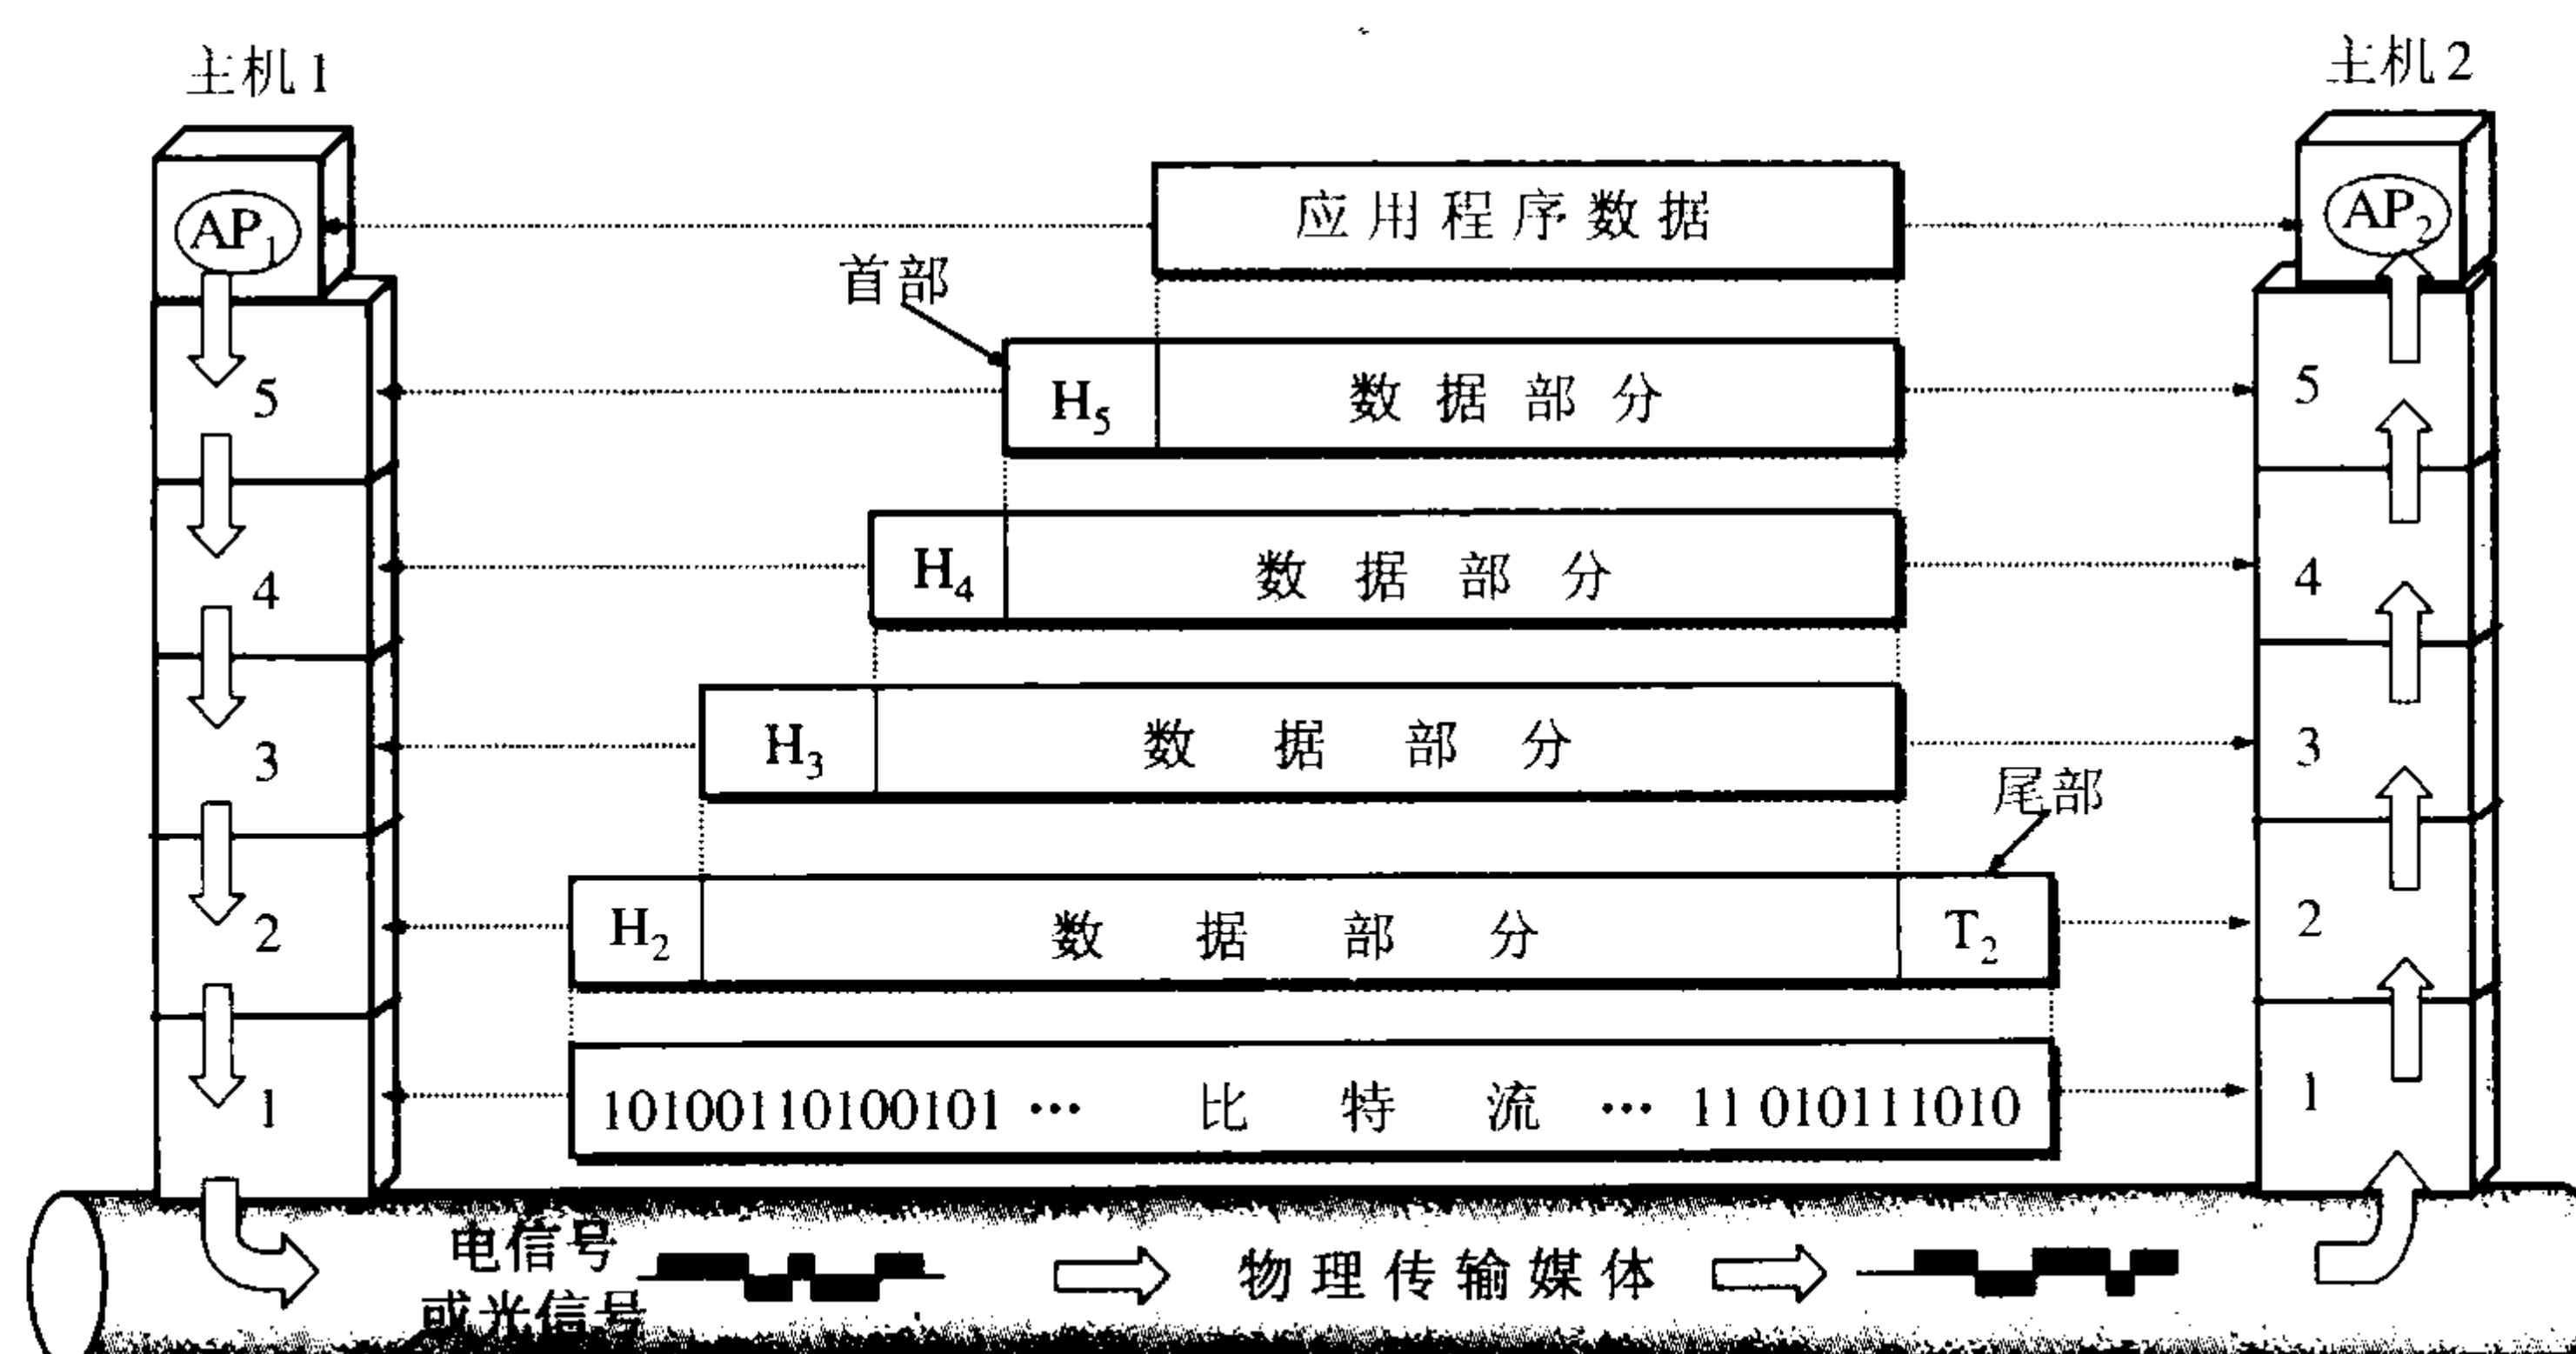 主机1
主机2
AP1
应用程序数据
AP2
首部
5
H5
数据部分
5
4
H4
数据部分
4
3
H3
数据部分
3
尾部
2
H2
数据部分
T2
2
1
10100110100101 ··· 比特流 ··· 11 010111010
1
电信号
或光信号
物理传输媒体